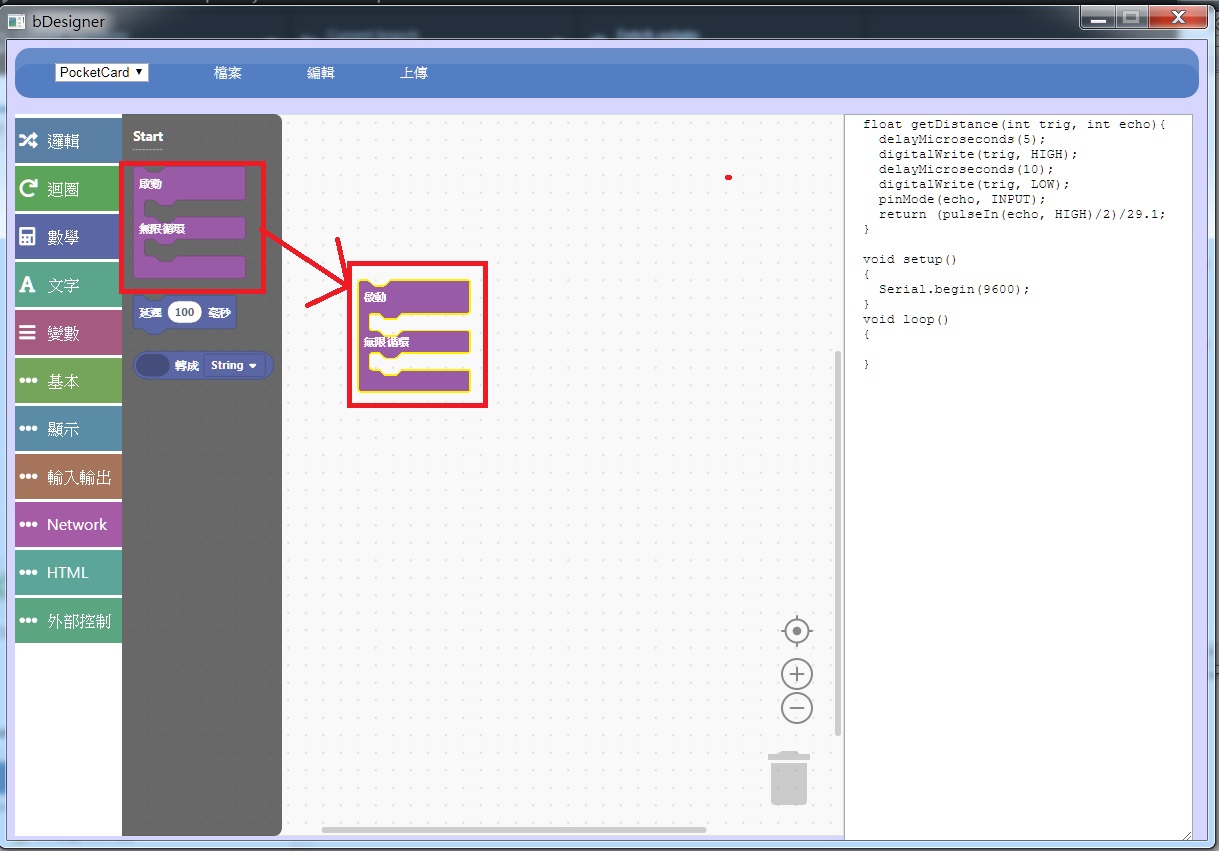 bDesigner
PocketCard ▼ 檔案 編輯 上傳
邏輯
迴圈
數學
文字
變數
基本
顯示
輸入輸出
Network
HTML
外部控制
Start
啟動
無限循環
延遲 100 毫秒
轉成 String
啟動
無限循環
float getDistance(int trig, int echo){
delayMicroseconds(5);
digitalWrite(trig, HIGH);
delayMicroseconds(10);
digitalWrite(trig, LOW);
pinMode(echo, INPUT);
return (pulseIn(echo, HIGH)/2)/29.1;
}
void setup()
{
Serial.begin(9600);
}
void loop()
{
}